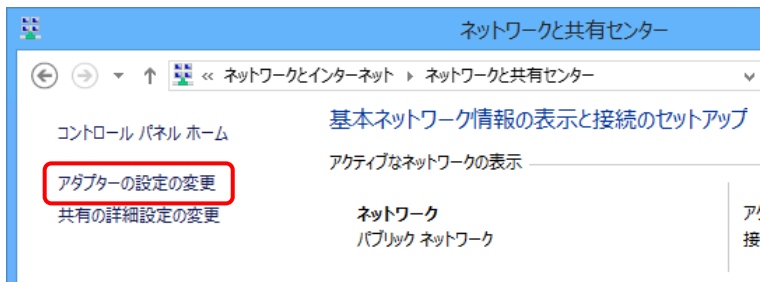 ネットワークと共有センター
« ネットワークとインターネット ▸ ネットワークと共有センター
コントロール パネル ホーム
アダプターの設定の変更
共有の詳細設定の変更
基本ネットワーク情報の表示と接続のセットアップ
アクティブなネットワークの表示
ネットワーク
パブリック ネットワーク
接